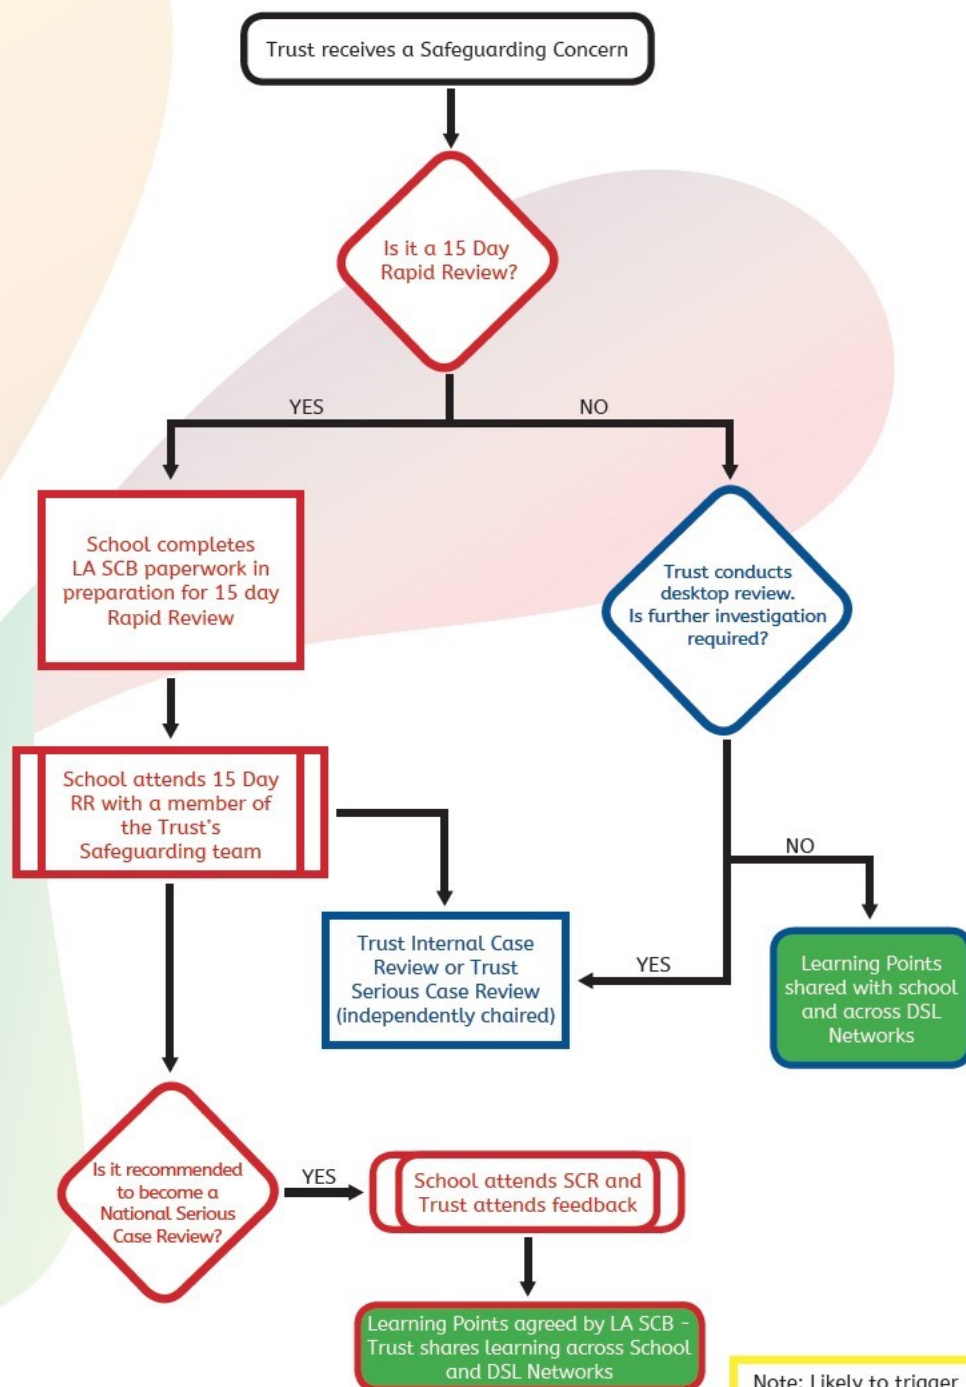 Trust receives a Safeguarding Concern
Is it a 15 Day
Rapid Review?
YES
NO
School completes
LA SCB paperwork in
preparation for 15 day
Rapid Review
Trust conducts
desktop review.
Is further investigation
required?
School attends 15 Day
RR with a member of
the Trust's
Safeguarding team
NO
Trust Internal Case
Review or Trust
Serious Case Review
(independently chaired)
YES
Learning Points
shared with school
and across DSL
Networks
Is it recommended
to become a
National Serious
Case Review?
YES
School attends SCR and
Trust attends feedback
Learning Points agreed by LA SCB -
Trust shares learning across School
and DSL Networks
Note: Likely to trigger